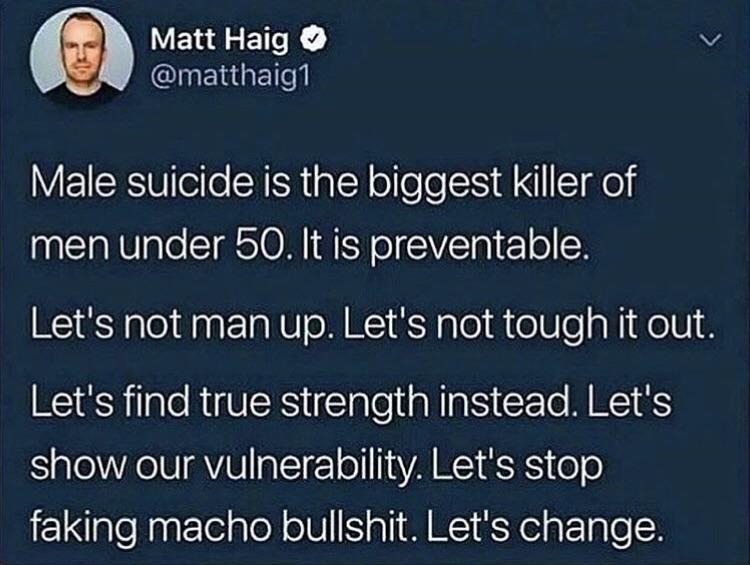 Matt Haig
@matthaig1
Male suicide is the biggest killer of
men under 50. It is preventable.
Let's not man up. Let's not tough it out.
Let's find true strength instead. Let's
show our vulnerability. Let's stop
faking macho bullshit. Let's change.